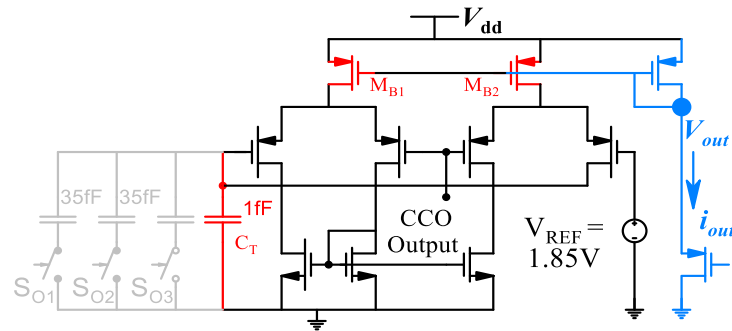 Vdd
MB1
MB2
Vout
35fF
35fF
1fF
CT
CCO
Output
VREF =
1.85V
iout
SO1
SO2
SO3